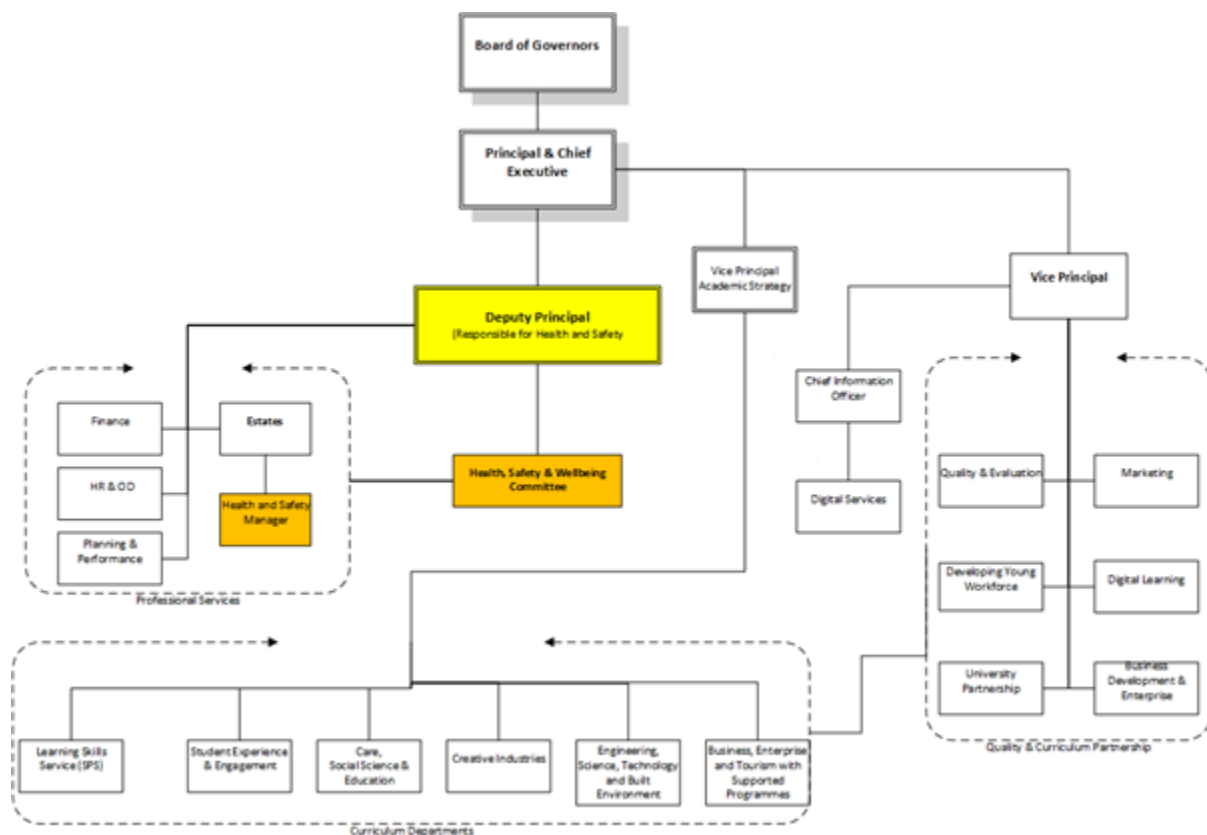 Board of Governors
Principal & Chief
Executive
Vice Principal
Academic Strategy
Vice Principal
Deputy Principal
(Responsible for Health and Safety
Chief Information
Officer
Finance
Estates
HR & OD
Health and Safety
Manager
Planning &
Performance
Professional Services
Health, Safety & Wellbeing
Committee
Digital Services
Quality & Evaluation
Marketing
Developing Young
Workforce
Digital Learning
University
Partnership
Business
Development &
Enterprise
Quality & Curriculum Partnership
Learning Skills
Service (SPS)
Student Experience
& Engagement
Care,
Social Science &
Education
Creative Industries
Engineering,
Science, Technology
and Built
Environment
Business, Enterprise
and Tourism with
Supported
Programmes
Curriculum Departments